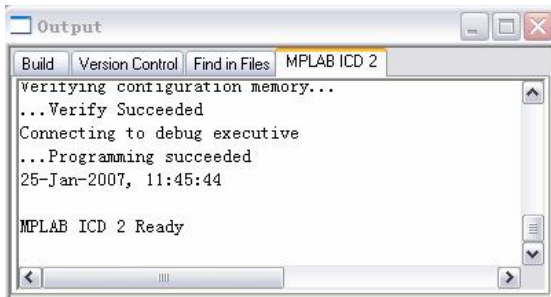 Output
Build Version Control Find in Files MPLAB ICD 2
Verifying configuration memory...
...Verify Succeeded
Connecting to debug executive
...Programming succeeded
25-Jan-2007, 11:45:44
MPLAB ICD 2 Ready